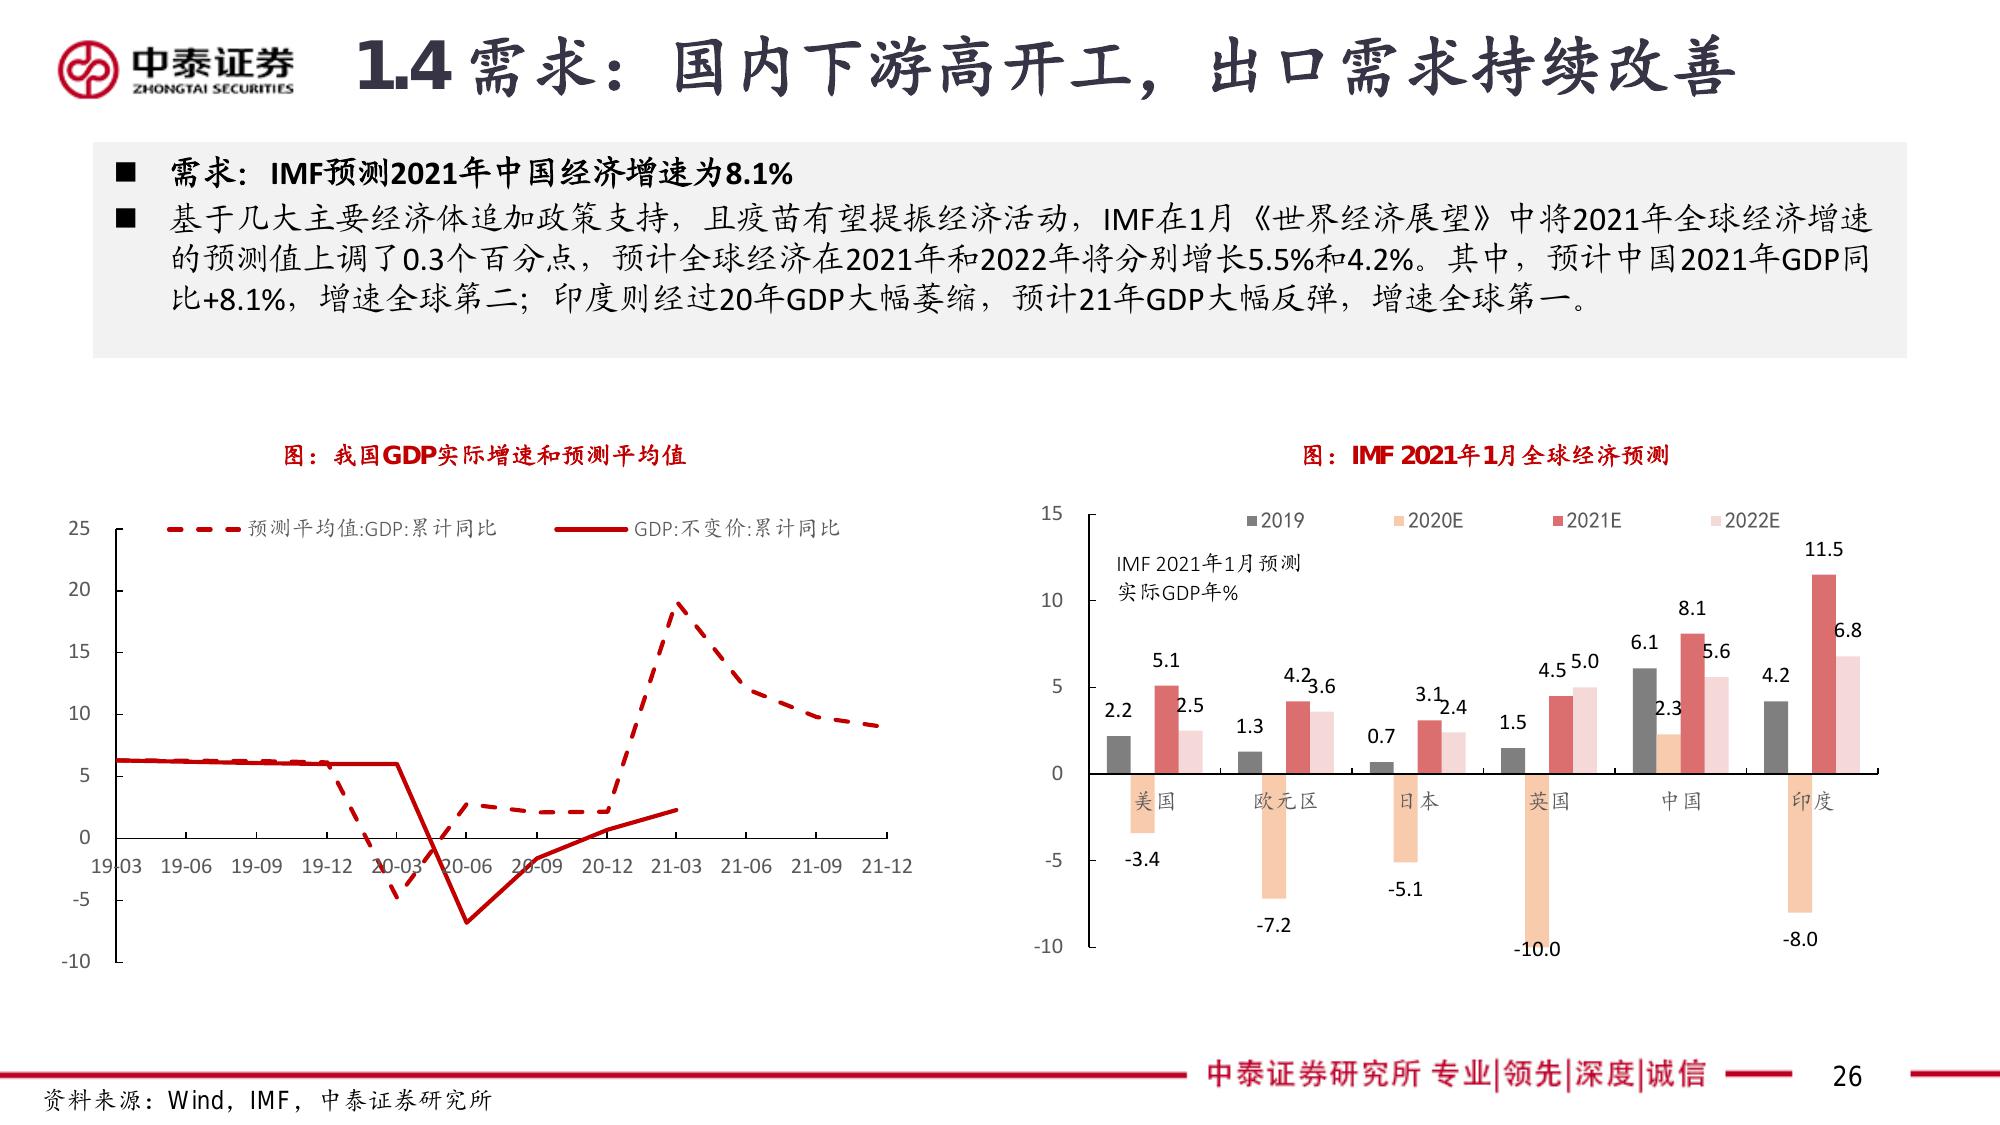 中泰证券
ZHONGTAI SECURITIES
1.4 需求：国内下游高开工，出口需求持续改善
■ 需求：IMF预测2021年中国经济增速为8.1%
■ 基于几大主要经济体追加政策支持，且疫苗有望提振经济活动，IMF在1月《世界经济展望》中将2021年全球经济增速
的预测值上调了0.3个百分点，预计全球经济在2021年和2022年将分别增长5.5%和4.2%。其中，预计中国2021年GDP同
比+8.1%，增速全球第二；印度则经过20年GDP大幅萎缩，预计21年GDP大幅反弹，增速全球第一。
图：我国GDP实际增速和预测平均值
预测平均值:GDP:累计同比 GDP:不变价:累计同比
25
20
15
10
5
0
-5
-10
19-03 19-06 19-09 19-12 20-03 20-06 20-09 20-12 21-03 21-06 21-09 21-12
图：IMF 2021年1月全球经济预测
2019 2020E 2021E 2022E
IMF 2021年1月预测
实际GDP年%
15
10
5
0
-5
-10
2.2 -3.4 5.1 2.5
1.3 -7.2 4.2 3.6
0.7 -5.1 3.1 2.4
1.5 -10.0 4.5 5.0
6.1 2.3 8.1 5.6
4.2 -8.0 11.5 6.8
美国 欧元区 日本 英国 中国 印度
中泰证券研究所 专业|领先|深度|诚信
26
资料来源：Wind，IMF，中泰证券研究所